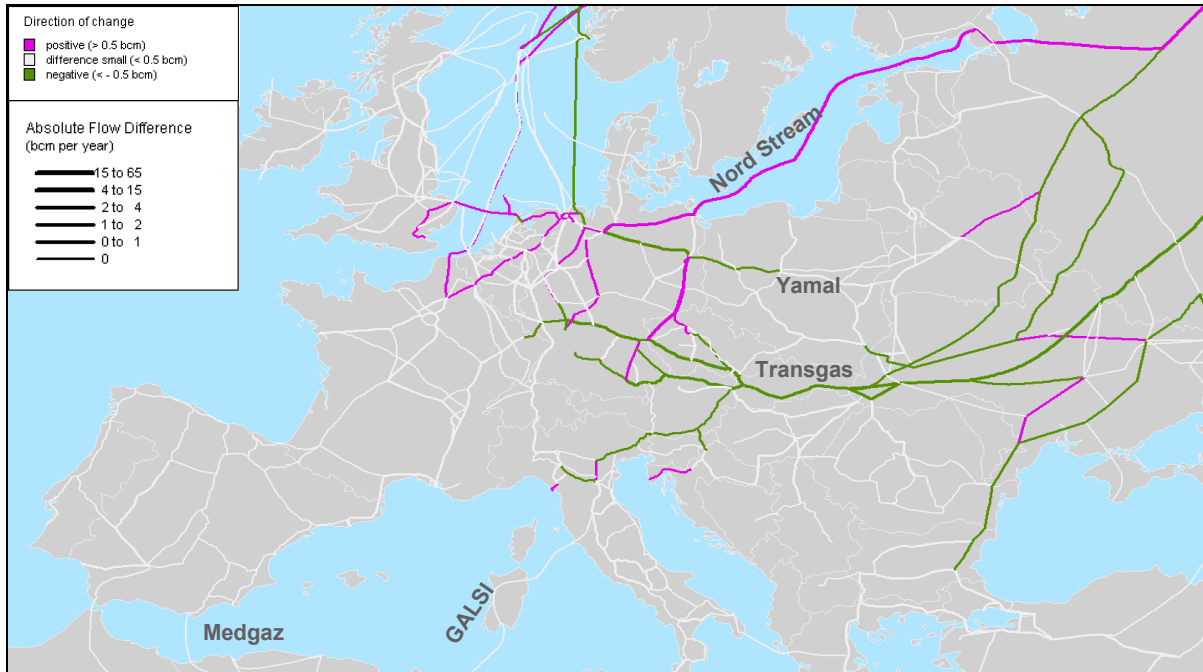 Direction of change
positive (> 0.5 bcm)
difference small (< 0.5 bcm)
negative (< - 0.5 bcm)
Absolute Flow Difference
(bcm per year)
15 to 65
4 to 15
2 to 4
1 to 2
0 to 1
0
Nord Stream
Yamal
Transgas
GALSI
Medgaz